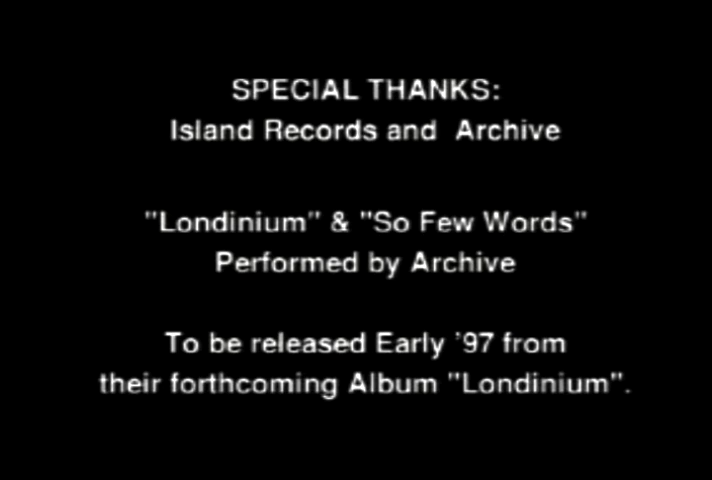 SPECIAL THANKS:
Island Records and Archive
"Londinium" & "So Few Words"
Performed by Archive
To be released Early '97 from
their forthcoming Album "Londinium".